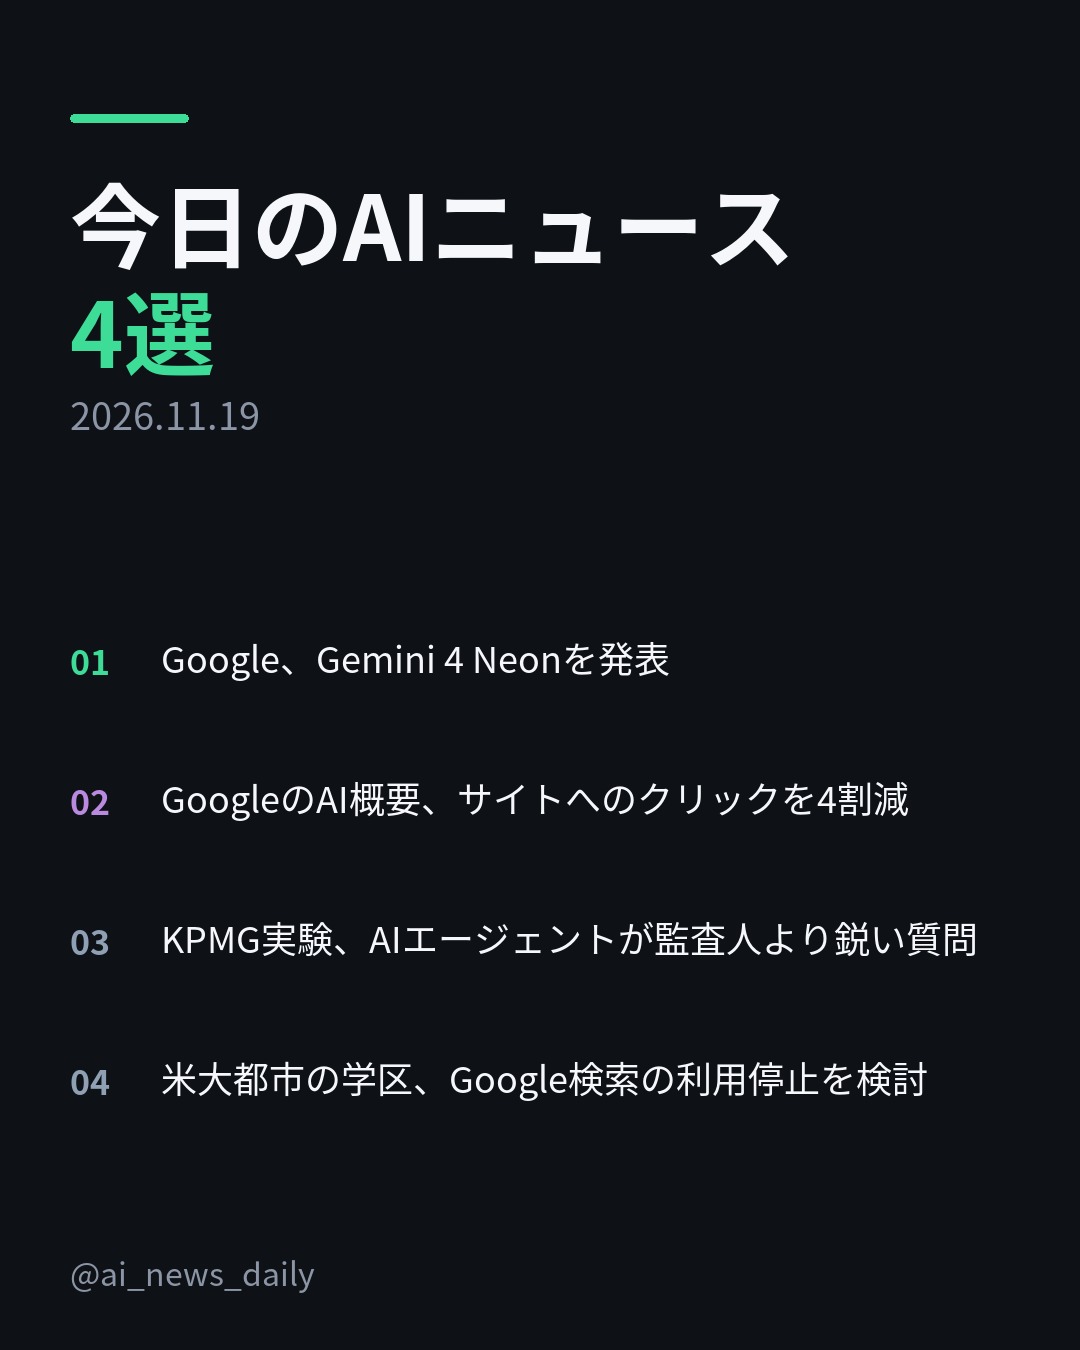 今日のAIニュース
4選
2026.11.19
01 Google、Gemini 4 Neonを発表
02 GoogleのAI概要、サイトへのクリックを4割減
03 KPMG実験、AIエージェントが監査人より鋭い質問
04 米大都市の学区、Google検索の利用停止を検討
@ai_news_daily